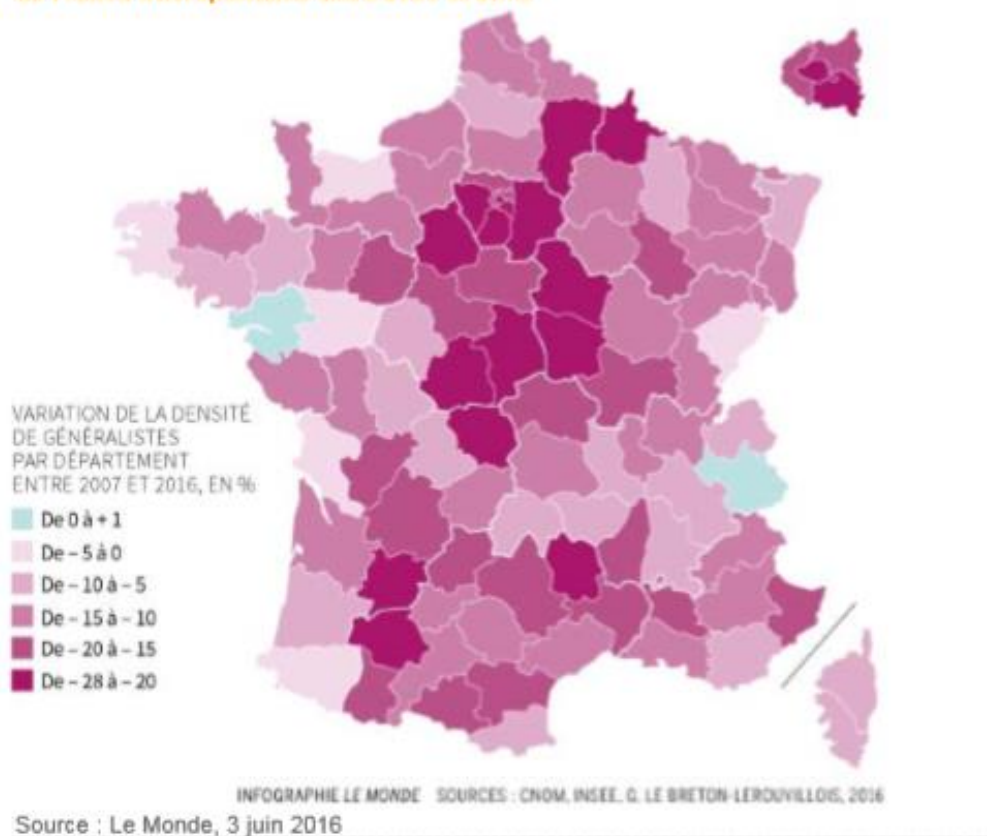 VARIATION DE LA DENSITÉ
DE GÉNÉRALISTES
PAR DÉPARTEMENT
ENTRE 2007 ET 2016, EN %
De 0 à + 1
De – 5 à 0
De – 10 à – 5
De – 15 à – 10
De – 20 à – 15
De – 28 à – 20
INFOGRAPHIE LE MONDE SOURCES : CNOM, INSEE, G. LE BRETON-LEROUVILLOIS, 2016
Source : Le Monde, 3 juin 2016